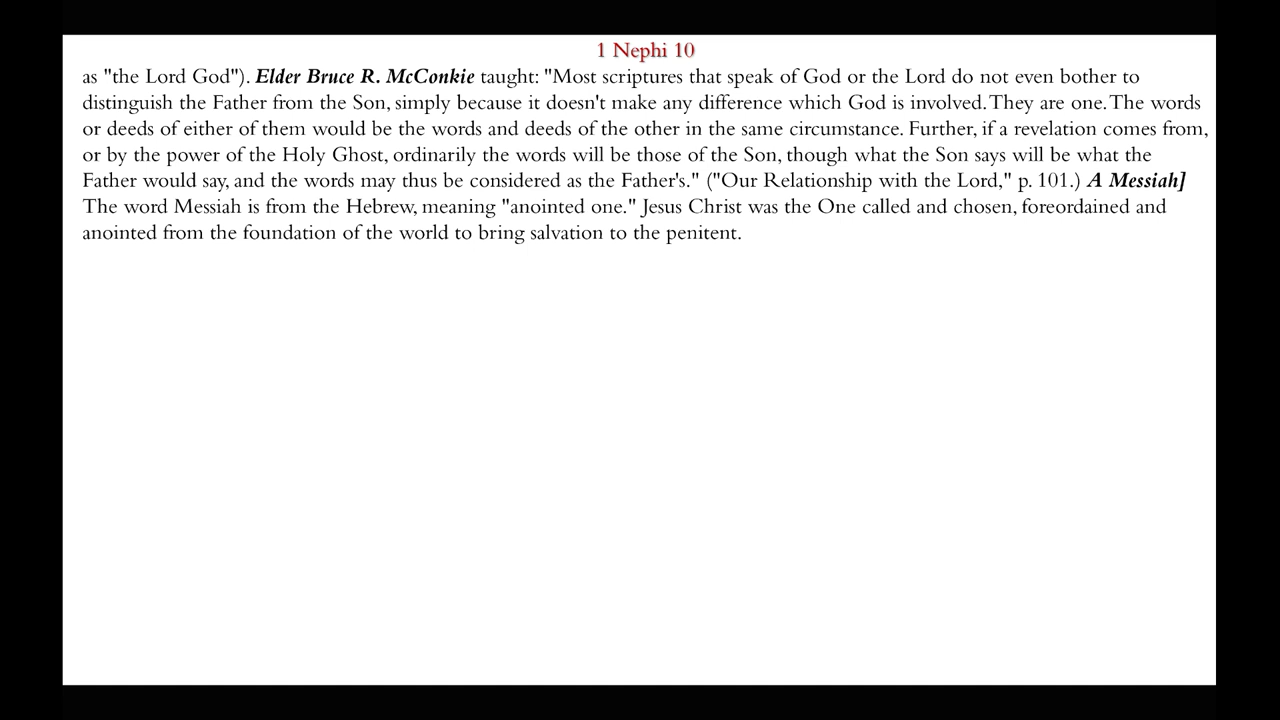 1 Nephi 10
as "the Lord God"). Elder Bruce R. McConkie taught: "Most scriptures that speak of God or the Lord do not even bother to
distinguish the Father from the Son, simply because it doesn't make any difference which God is involved. They are one. The words
or deeds of either of them would be the words and deeds of the other in the same circumstance. Further, if a revelation comes from,
or by the power of the Holy Ghost, ordinarily the words will be those of the Son, though what the Son says will be what the
Father would say, and the words may thus be considered as the Father's." ("Our Relationship with the Lord," p. 101.) A Messiah]
The word Messiah is from the Hebrew, meaning "anointed one." Jesus Christ was the One called and chosen, foreordained and
anointed from the foundation of the world to bring salvation to the penitent.